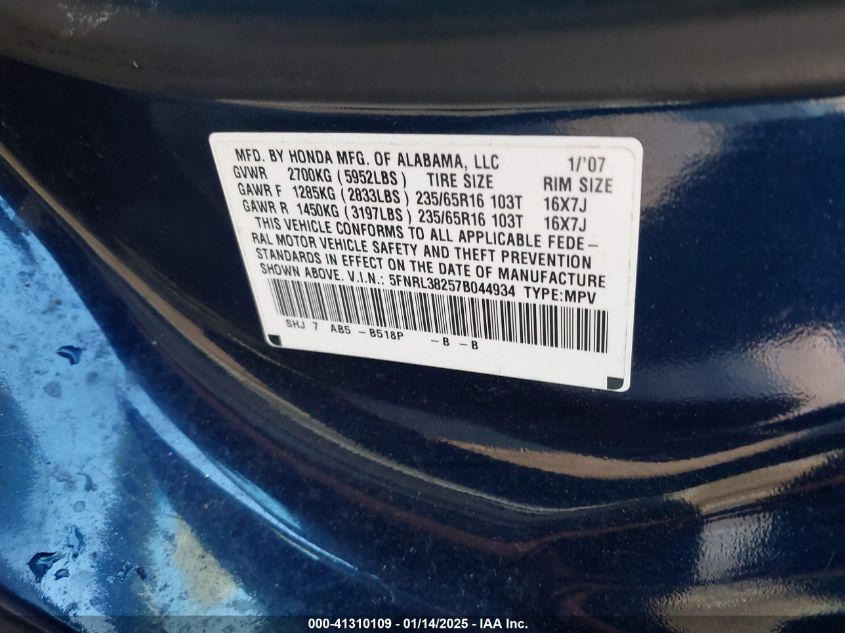 MFD. BY HONDA MFG. OF ALABAMA, LLC 1/'07
GVWR 2700KG (5952LBS) TIRE SIZE RIM SIZE
GAWR F 1285KG (2833LBS) 235/65R16 103T 16X7J
GAWR R 1450KG (3197LBS) 235/65R16 103T 16X7J
THIS VEHICLE CONFORMS TO ALL APPLICABLE FEDE-
RAL MOTOR VEHICLE SAFETY AND THEFT PREVENTION
STANDARDS IN EFFECT ON THE DATE OF MANUFACTURE
SHOWN ABOVE. V.I.N.: 5FNRL38257B044934 TYPE:MPV
SHJ 7 AB5 -B518P -B -B
000-41310109 - 01/14/2025 - IAA Inc.